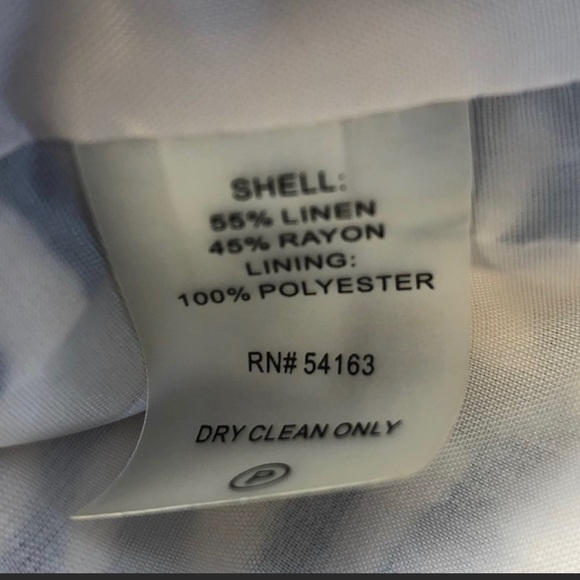 SHELL:
55% LINEN
45% RAYON
LINING:
100% POLYESTER
RN# 54163
DRY CLEAN ONLY
P